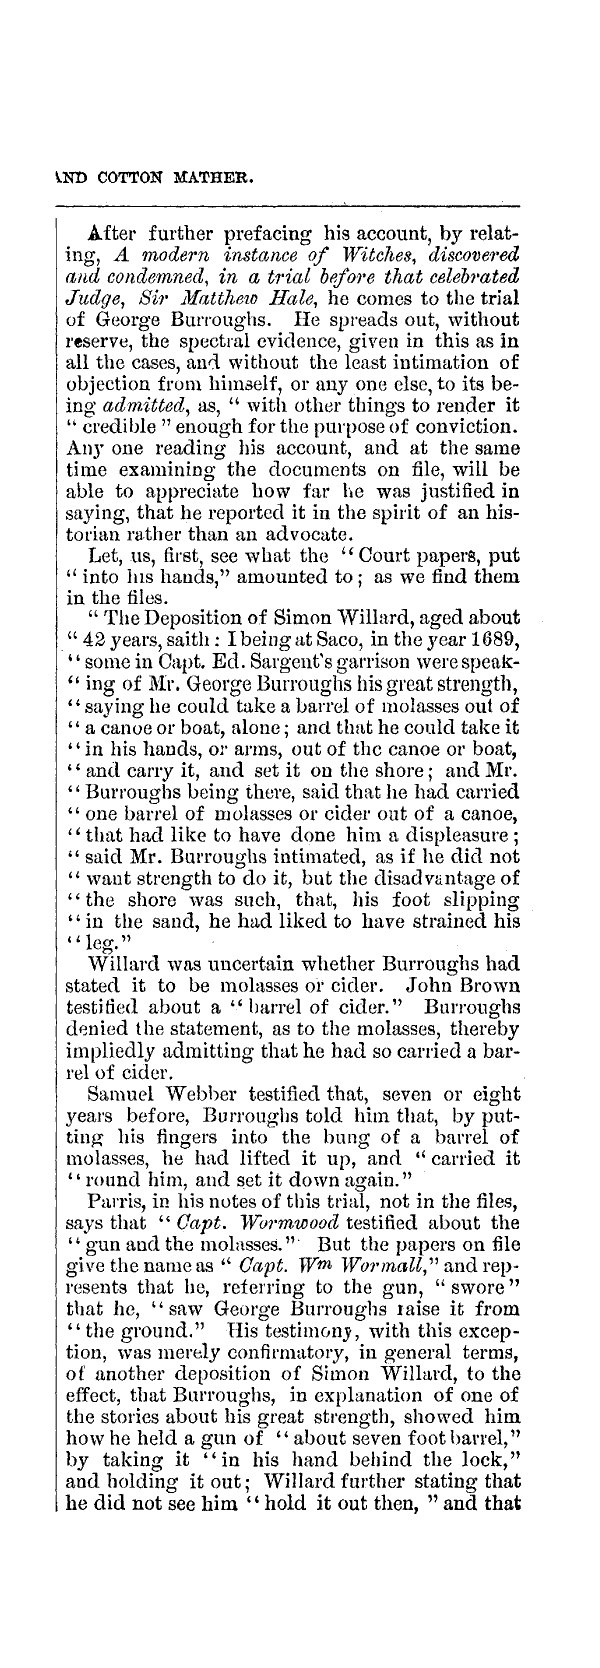 AND COTTON MATHER.
After further prefacing his account, by relat-
ing, A modern instance of Witches, discovered
and condemned, in a trial before that celebrated
Judge, Sir Matthew Hale, he comes to the trial
of George Burroughs. He spreads out, without
reserve, the spectral evidence, given in this as in
all the cases, and without the least intimation of
objection from himself, or any one else, to its be-
ing admitted, as, " with other things to render it
" credible " enough for the purpose of conviction.
Any one reading his account, and at the same
time examining the documents on file, will be
able to appreciate how far he was justified in
saying, that he reported it in the spirit of an his-
torian rather than an advocate.
Let, us, first, see what the " Court papers, put
" into his hands," amounted to ; as we find them
in the files.
" The Deposition of Simon Willard, aged about
" 42 years, saith : I being at Saco, in the year 1689,
" some in Capt. Ed. Sargent's garrison were speak-
" ing of Mr. George Burroughs his great strength,
" saying he could take a barrel of molasses out of
" a canoe or boat, alone ; and that he could take it
" in his hands, or arms, out of the canoe or boat,
" and carry it, and set it on the shore ; and Mr.
" Burroughs being there, said that he had carried
" one barrel of molasses or cider out of a canoe,
" that had like to have done him a displeasure ;
" said Mr. Burroughs intimated, as if he did not
" want strength to do it, but the disadvantage of
" the shore was such, that, his foot slipping
" in the sand, he had liked to have strained his
" leg."
Willard was uncertain whether Burroughs had
stated it to be molasses or cider. John Brown
testified about a " barrel of cider." Burroughs
denied the statement, as to the molasses, thereby
impliedly admitting that he had so carried a bar-
rel of cider.
Samuel Webber testified that, seven or eight
years before, Burroughs told him that, by put-
ting his fingers into the bung of a barrel of
molasses, he had lifted it up, and " carried it
" round him, and set it down again."
Parris, in his notes of this trial, not in the files,
says that " Capt. Wormwood testified about the
" gun and the molasses." But the papers on file
give the name as " Capt. Wm Wormall," and rep-
resents that he, referring to the gun, " swore"
that he, " saw George Burroughs raise it from
" the ground." His testimony, with this excep-
tion, was merely confirmatory, in general terms,
of another deposition of Simon Willard, to the
effect, that Burroughs, in explanation of one of
the stories about his great strength, showed him
how he held a gun of " about seven foot barrel,"
by taking it " in his hand behind the lock,"
and holding it out ; Willard further stating that
he did not see him " hold it out then, " and that